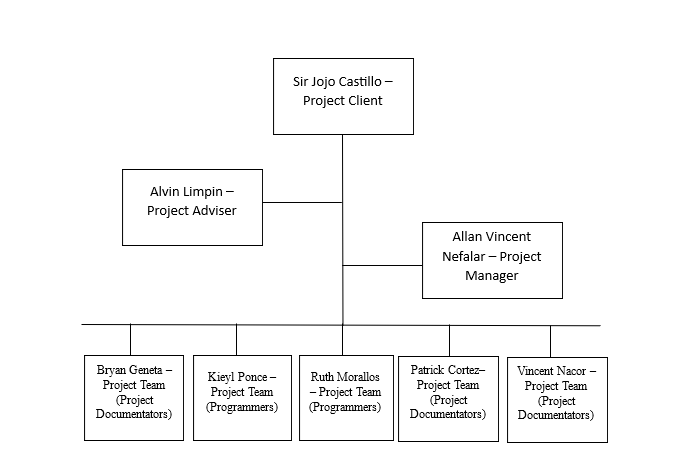 Sir Jojo Castillo –
Project Client
Alvin Limpin –
Project Adviser
Allan Vincent
Nefalar – Project
Manager
Bryan Geneta –
Project Team
(Project
Documentators)
Kieyl Ponce –
Project Team
(Programmers)
Ruth Morallos
– Project Team
(Programmers)
Patrick Cortez–
Project Team
(Project
Documentators)
Vincent Nacor –
Project Team
(Project
Documentators)